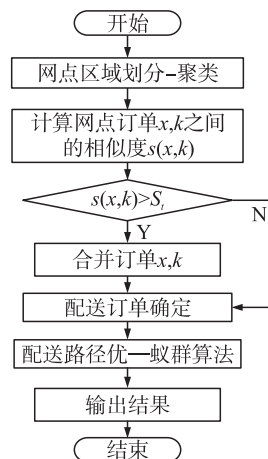 开始
网点区域划分-聚类
计算网点订单x,k之间
的相似度s(x,k)
s(x,k)>Sₜ
N
Y
合并订单x,k
配送订单确定
配送路径优一蚁群算法
输出结果
结束